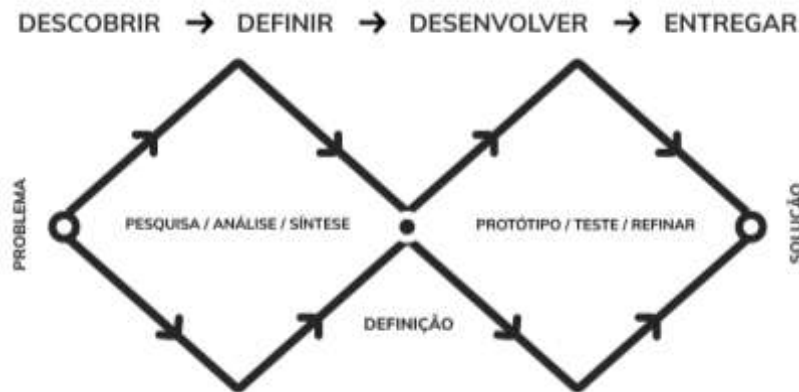 DESCOBRIR → DEFINIR → DESENVOLVER → ENTREGAR
PROBLEMA
PESQUISA / ANÁLISE / SÍNTESE
PROTÓTIPO / TESTE / REFINAR
SOLUÇÃO
DEFINIÇÃO